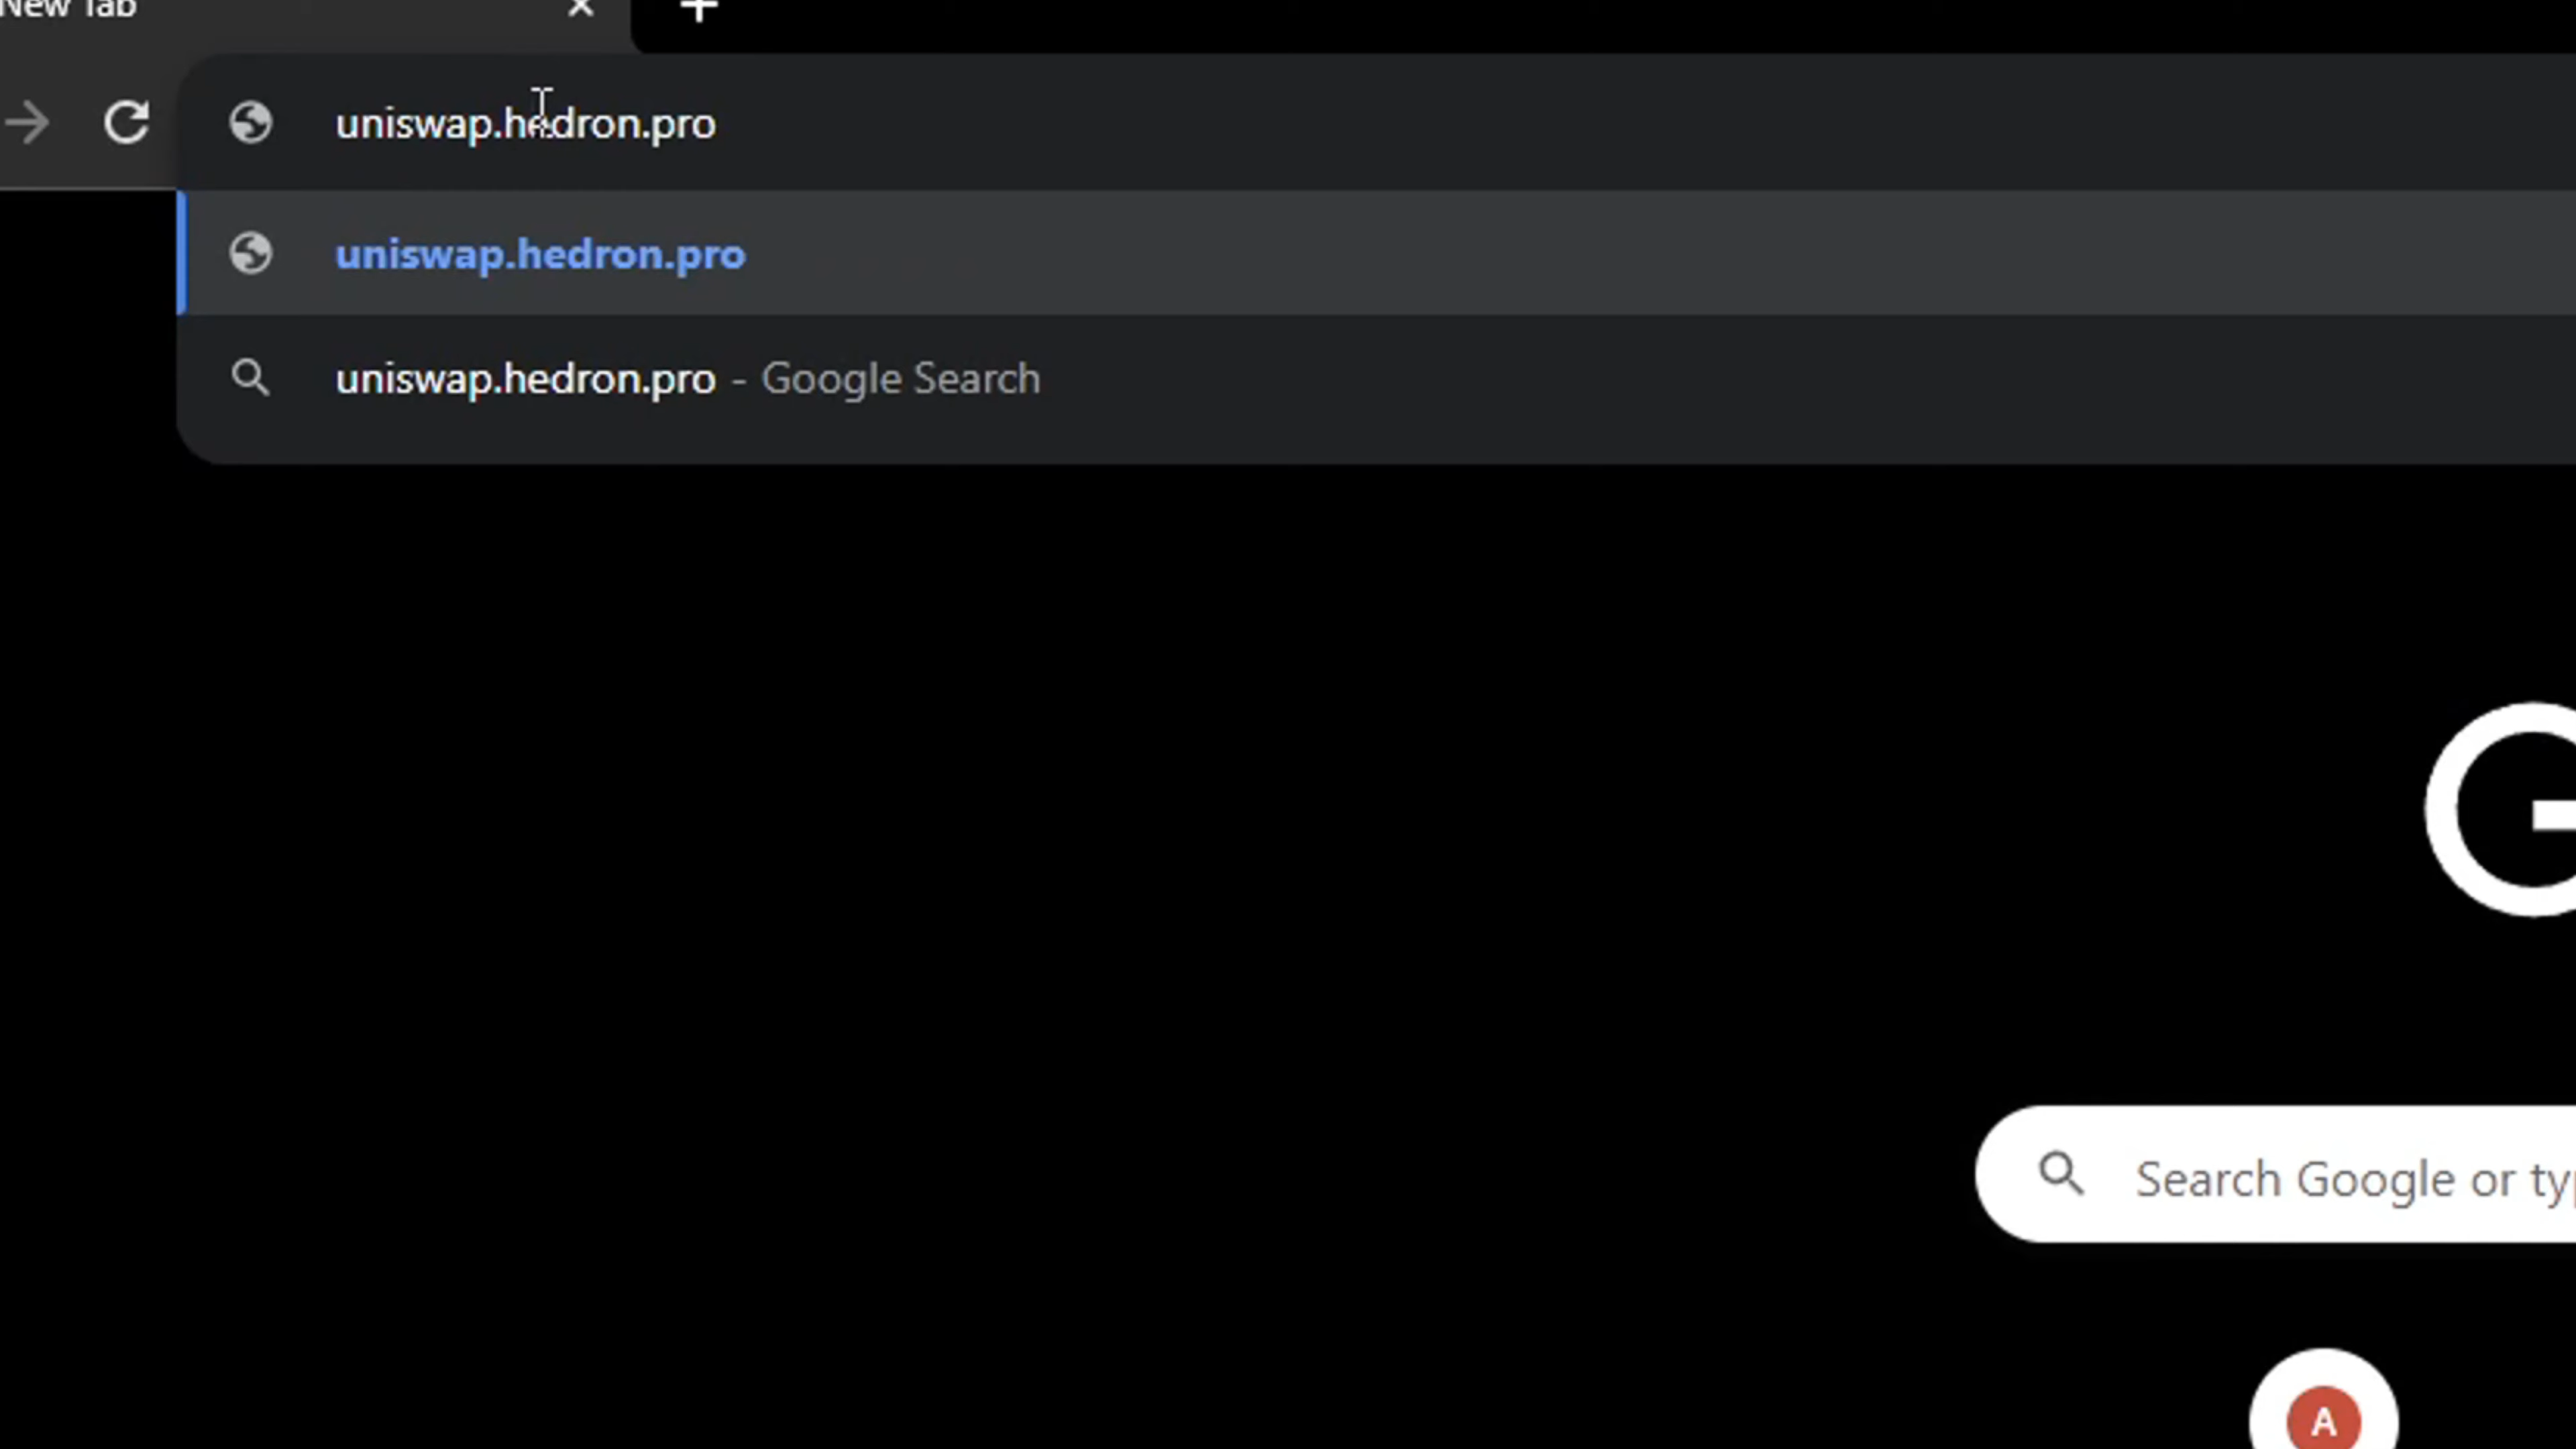 New Tab
uniswap.hedron.pro
uniswap.hedron.pro
uniswap.hedron.pro - Google Search
G
Search Google or ty
A